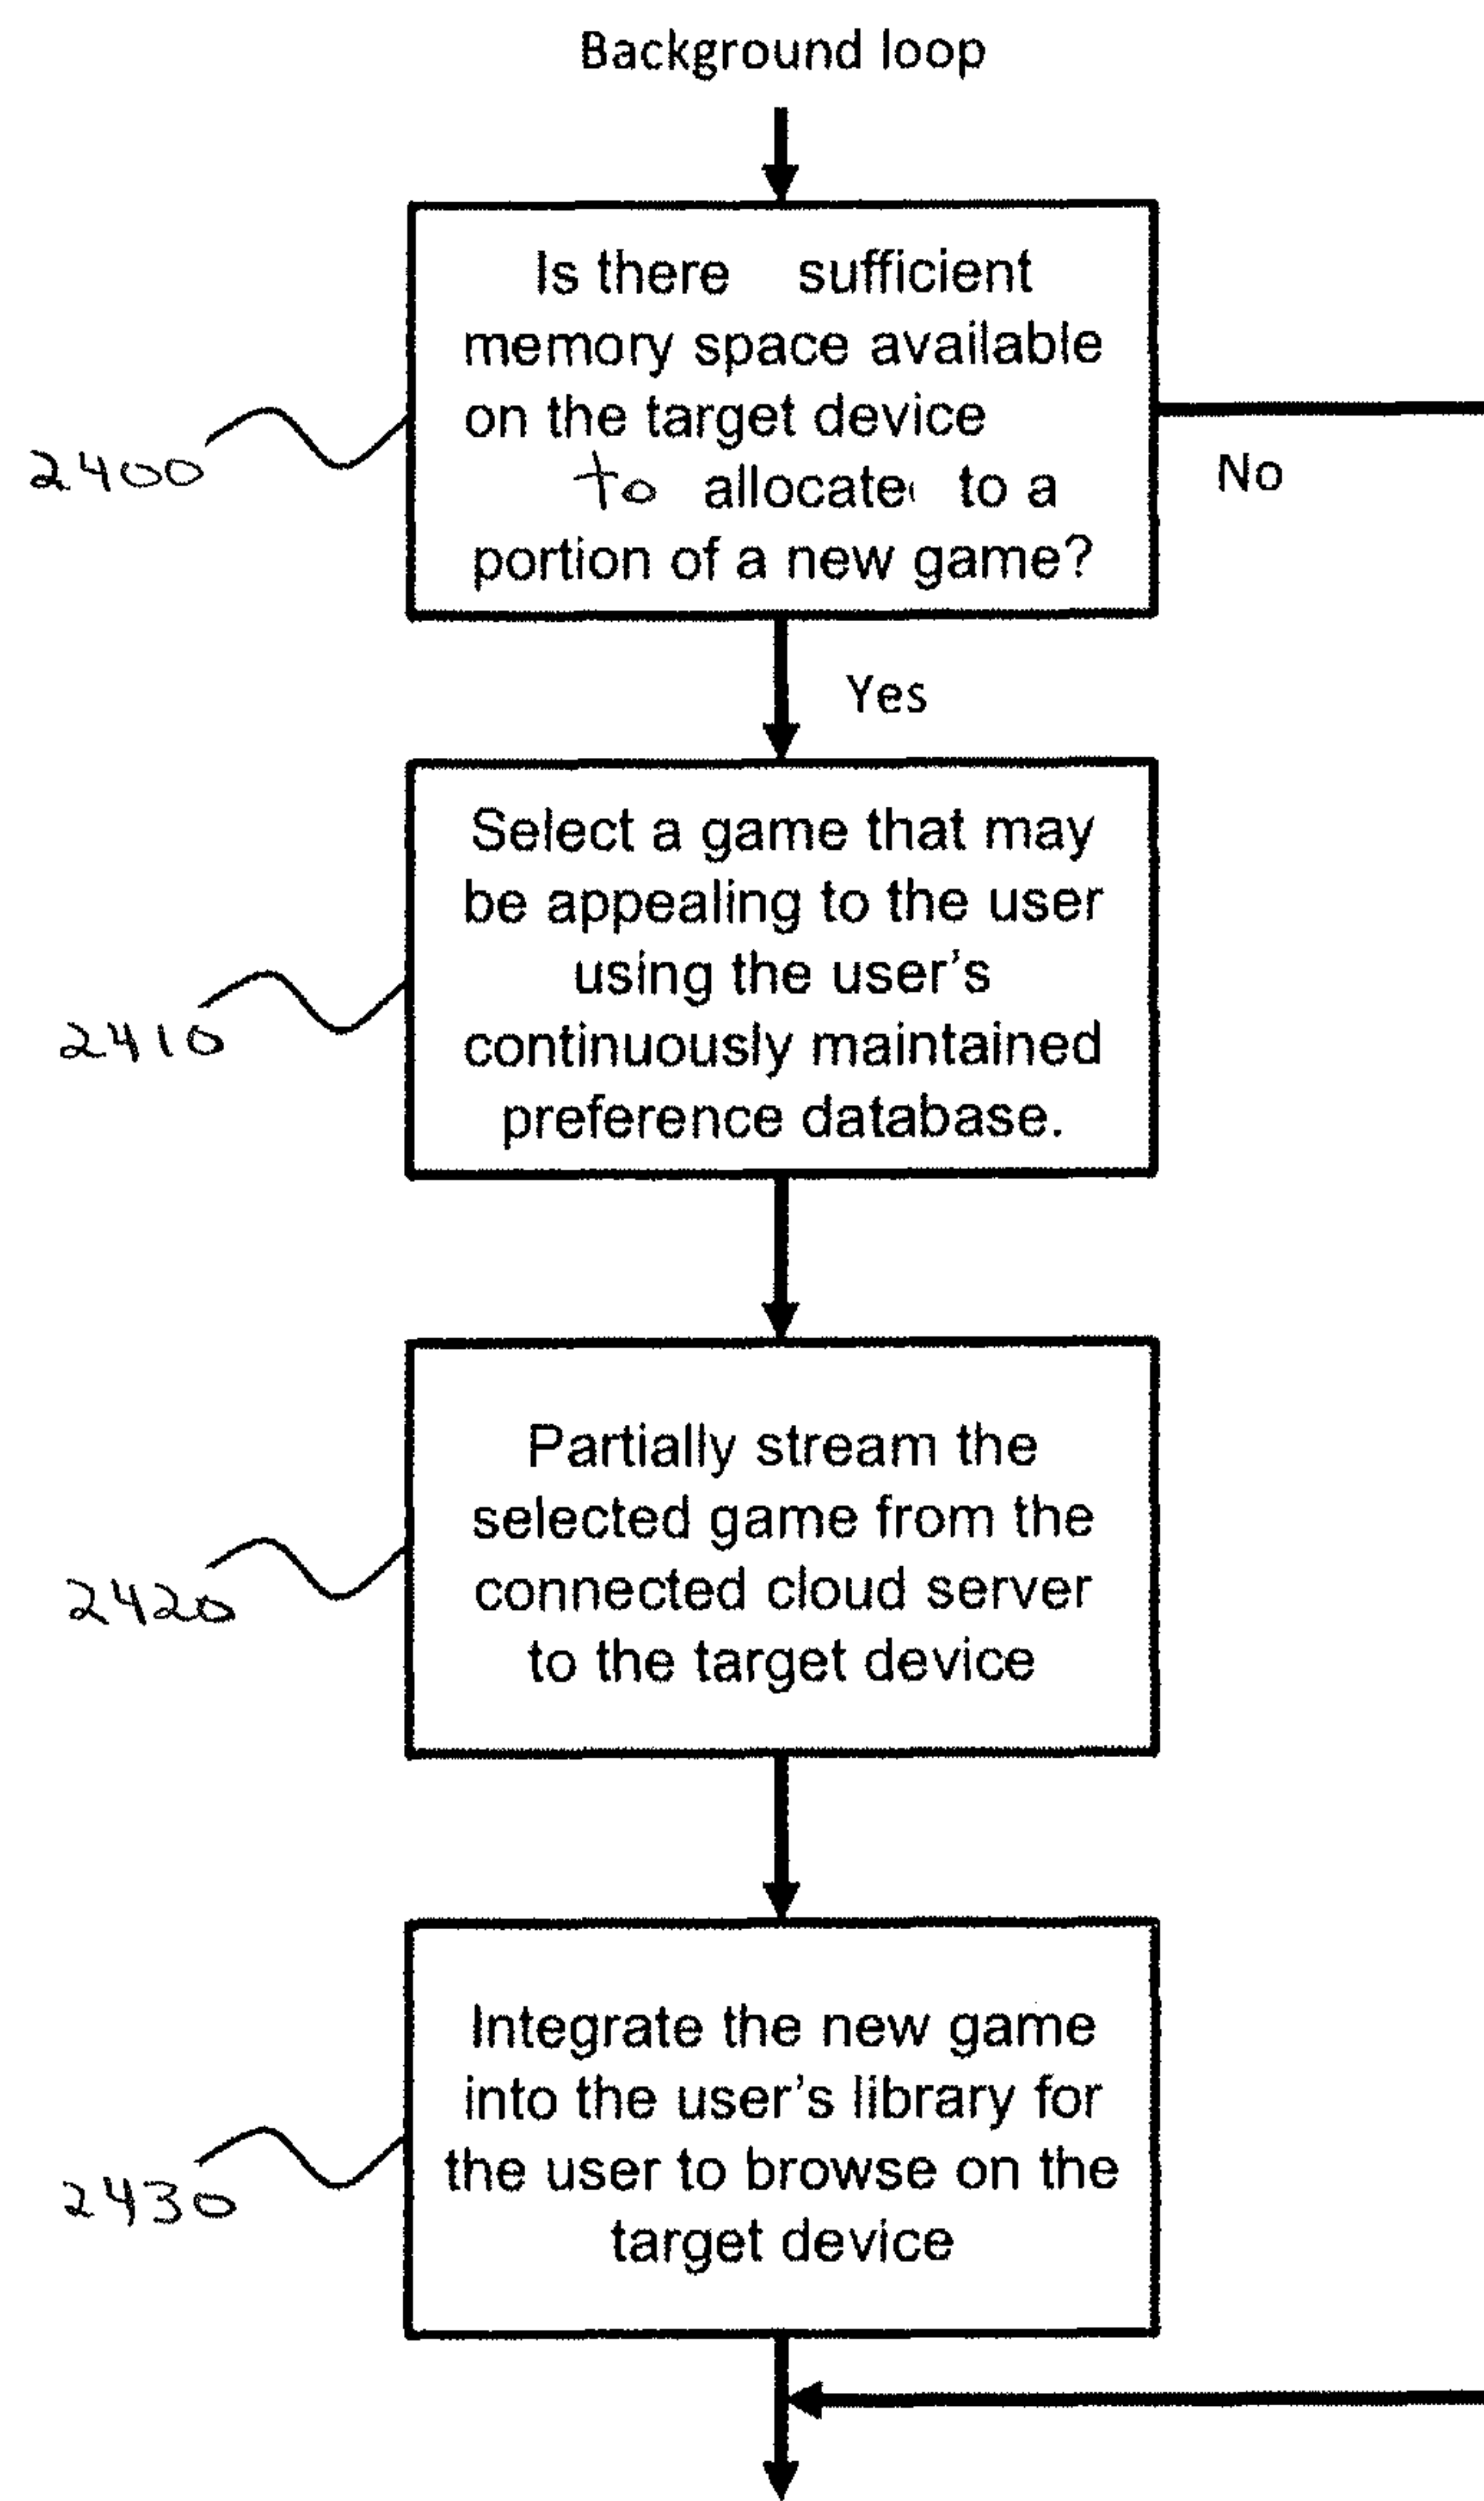 Background loop
Is there sufficient
memory space available
on the target device
to allocate to a
portion of a new game?
2400
No
Yes
Select a game that may
be appealing to the user
using the user's
continuously maintained
preference database.
2410
Partially stream the
selected game from the
connected cloud server
to the target device
2420
Integrate the new game
into the user's library for
the user to browse on the
target device
2430